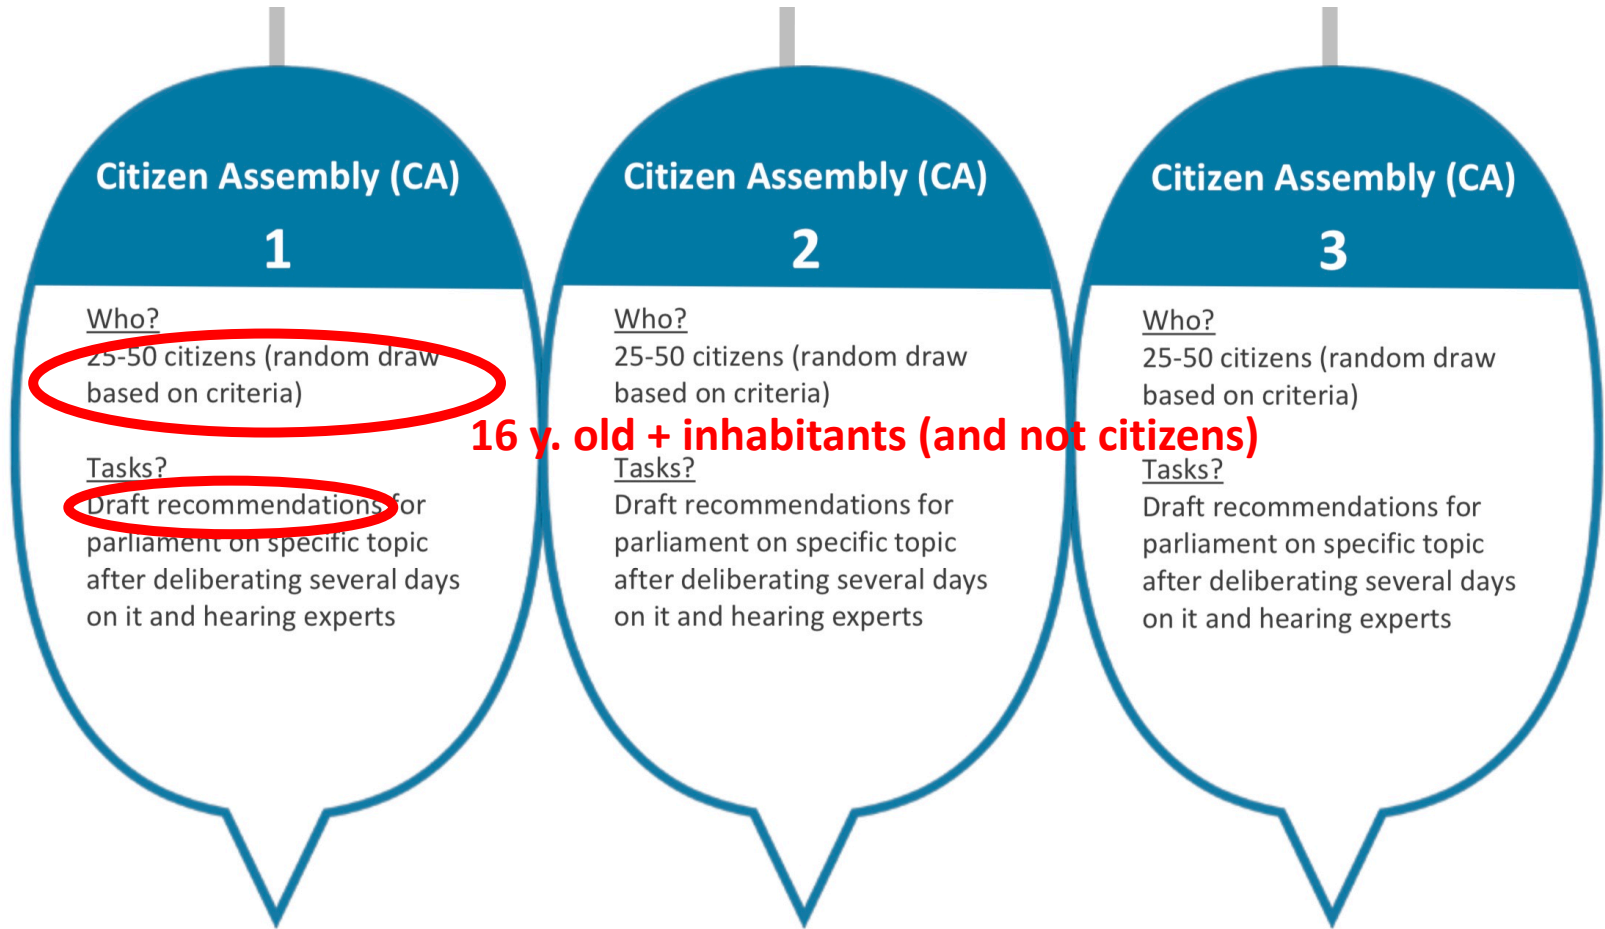 Citizen Assembly (CA)
1
Who?
25-50 citizens (random draw
based on criteria)
Tasks?
Draft recommendations for
parliament on specific topic
after deliberating several days
on it and hearing experts
Citizen Assembly (CA)
2
Who?
25-50 citizens (random draw
based on criteria)
16 y. old + inhabitants (and not citizens)
Tasks?
Draft recommendations for
parliament on specific topic
after deliberating several days
on it and hearing experts
Citizen Assembly (CA)
3
Who?
25-50 citizens (random draw
based on criteria)
Tasks?
Draft recommendations for
parliament on specific topic
after deliberating several days
on it and hearing experts